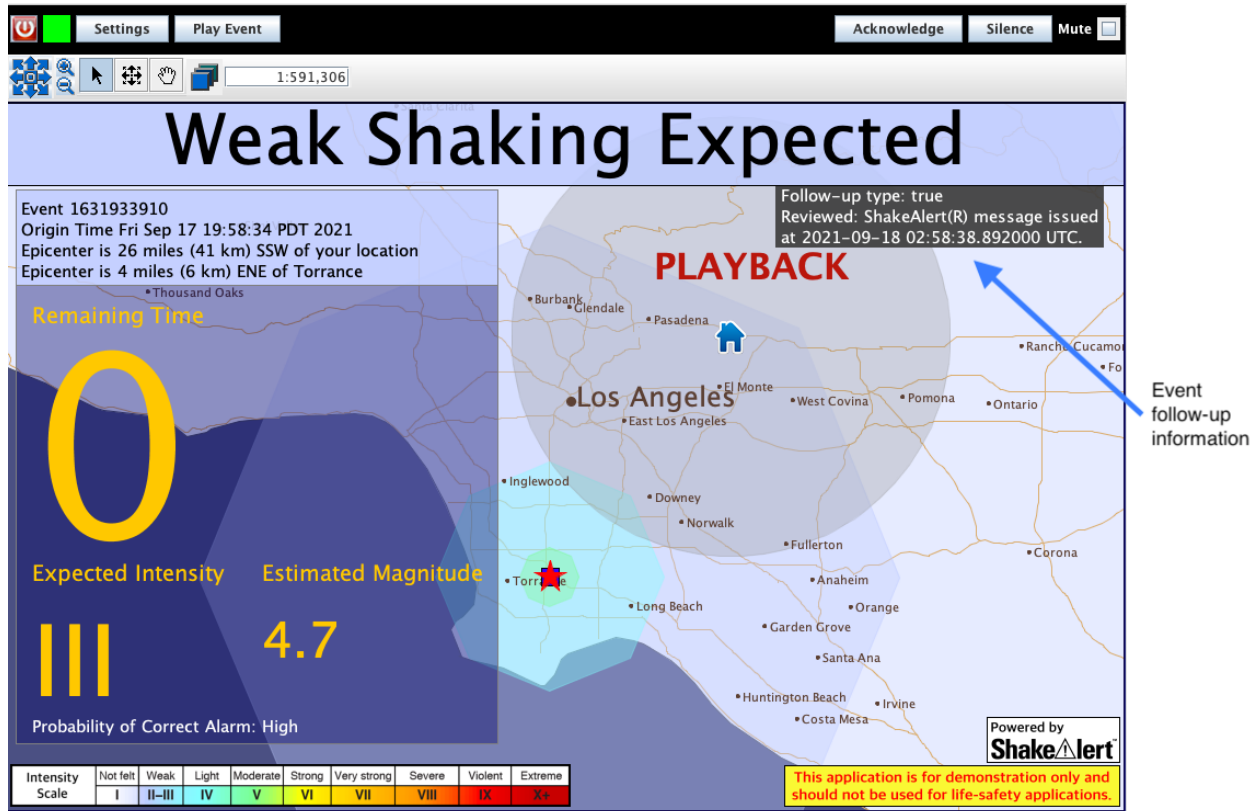 Settings
Play Event
Acknowledge
Silence
Mute
1:591,306
Santa Clarita
Weak Shaking Expected
Event 1631933910
Origin Time Fri Sep 17 19:58:34 PDT 2021
Epicenter is 26 miles (41 km) SSW of your location
Epicenter is 4 miles (6 km) ENE of Torrance
Follow-up type: true
Reviewed: ShakeAlert(R) message issued
at 2021-09-18 02:58:38.892000 UTC.
PLAYBACK
Thousand Oaks
Remaining Time
0
Burbank
Glendale
Pasadena
Rancho Cucamo
Fo
Los Angeles
El Monte
West Covina
Pomona
Ontario
East Los Angeles
Event
follow-up
information
Inglewood
Downey
Norwalk
Fullerton
Corona
Expected Intensity
Estimated Magnitude
Torrance
Anaheim
Long Beach
Orange
Garden Grove
III
4.7
Santa Ana
Huntington Beach
Irvine
Costa Mesa
Probability of Correct Alarm: High
Powered by
ShakeAlert™
Intensity Scale
Not felt Weak Light Moderate Strong Very strong Severe Violent Extreme
I II–III IV V VI VII VIII IX X+
This application is for demonstration only and
should not be used for life-safety applications.